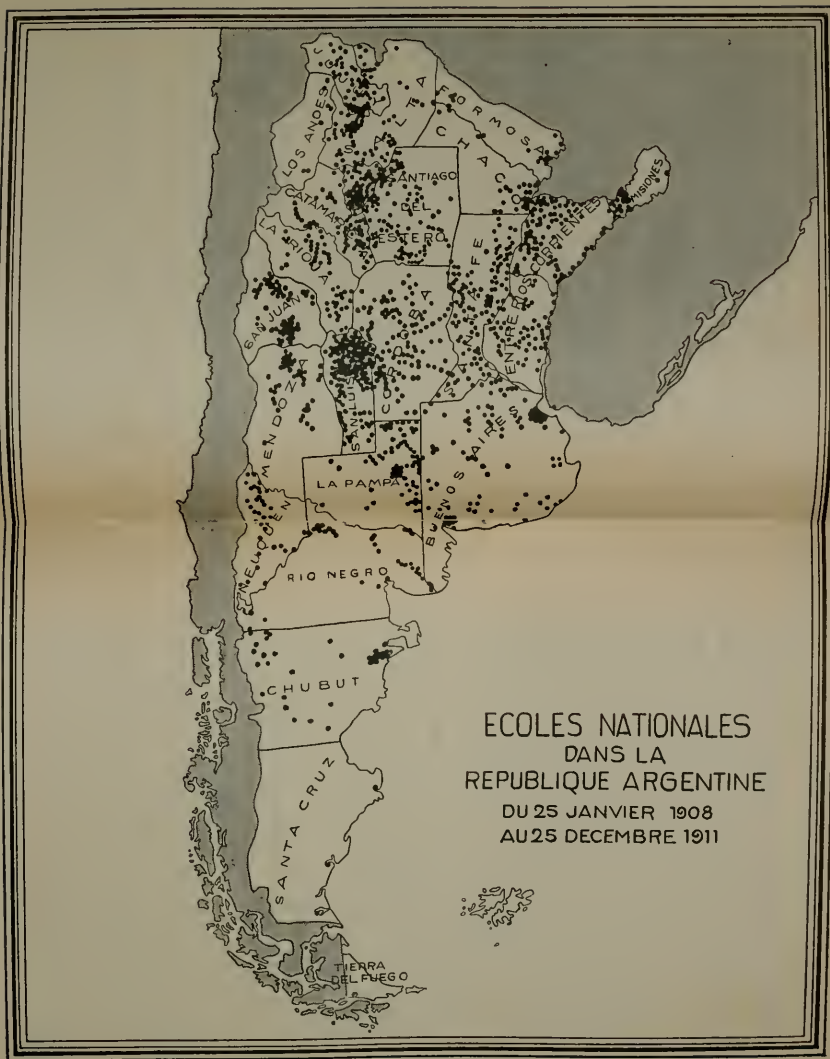 JUJUY
SALTA
FORMOSA
LOS ANDES
CHACO
MISIONES
SANTIAGO
DEL
ESTERO
CATAMARCA
CORRIENTES
LA RIOJA
SANTA FE
SAN JUAN
CORDOBA
ENTRE RIOS
SAN LUIS
MENDOZA
BUENOS AIRES
LA PAMPA
NEUQUEN
RIO NEGRO
CHUBUT
ECOLES NATIONALES
DANS LA
REPUBLIQUE ARGENTINE
DU 25 JANVIER 1908
AU 25 DECEMBRE 1911
SANTA CRUZ
TIERRA
DEL FUEGO